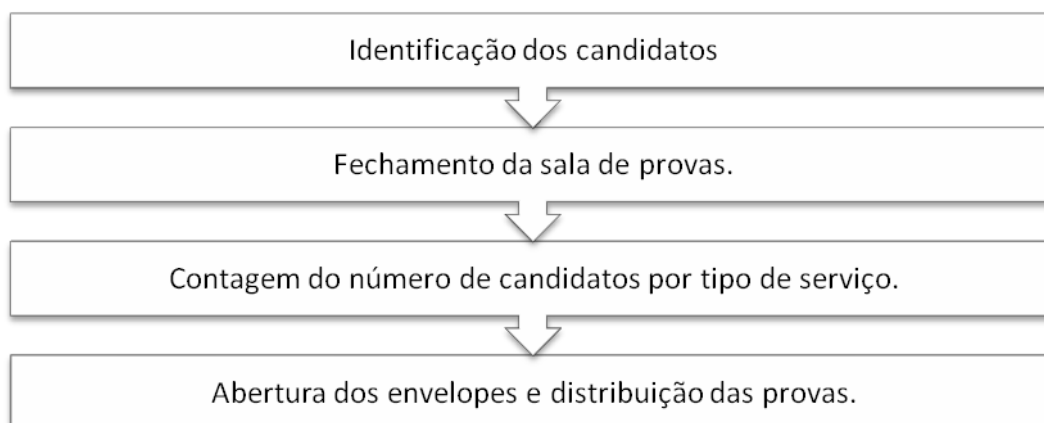 Identificação dos candidatos
Fechamento da sala de provas.
Contagem do número de candidatos por tipo de serviço.
Abertura dos envelopes e distribuição das provas.